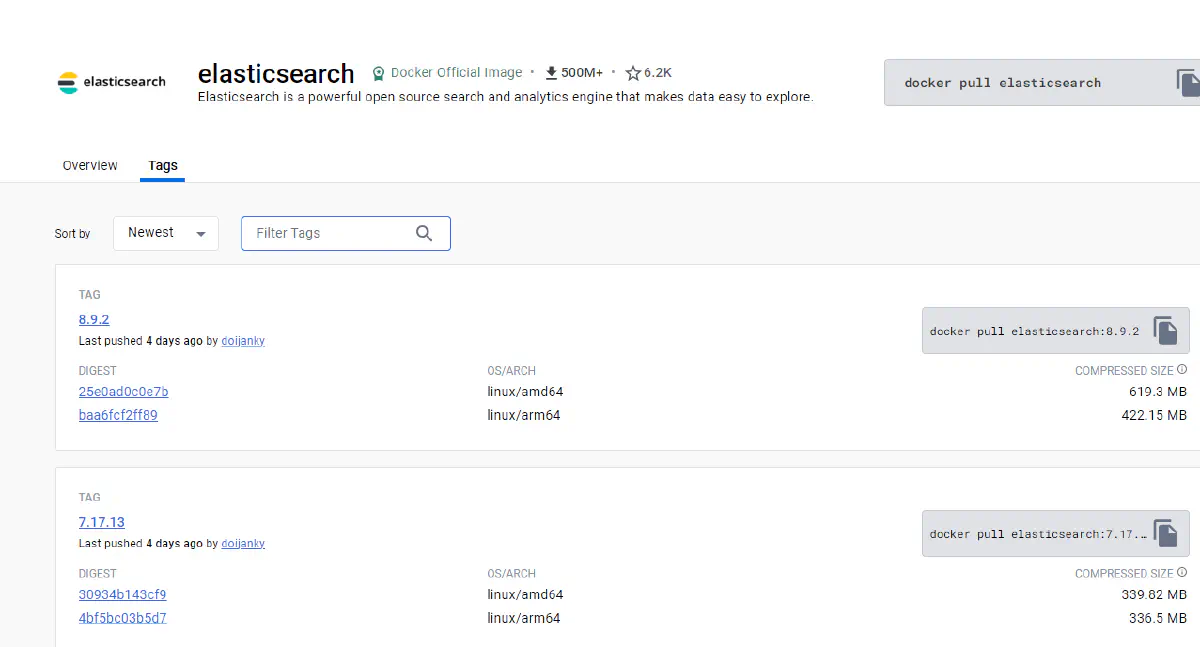 elasticsearch
elasticsearch Docker Official Image • 500M+ • 6.2K
Elasticsearch is a powerful open source search and analytics engine that makes data easy to explore.
docker pull elasticsearch
Overview Tags
Sort by Newest Filter Tags
TAG
8.9.2
Last pushed 4 days ago by doijanky
docker pull elasticsearch:8.9.2
DIGEST OS/ARCH COMPRESSED SIZE
25e0ad0c0e7b linux/amd64 619.3 MB
baa6fcf2ff89 linux/arm64 422.15 MB
TAG
7.17.13
Last pushed 4 days ago by doijanky
docker pull elasticsearch:7.17...
DIGEST OS/ARCH COMPRESSED SIZE
30934b143cf9 linux/amd64 339.82 MB
4bf5bc03b5d7 linux/arm64 336.5 MB